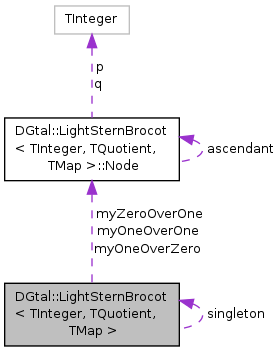 TInteger
p
q
DGtal::LightSternBrocot
< TInteger, TQuotient,
TMap >::Node
ascendant
myZeroOverOne
myOneOverOne
myOneOverZero
DGtal::LightSternBrocot
< TInteger, TQuotient,
TMap >
singleton